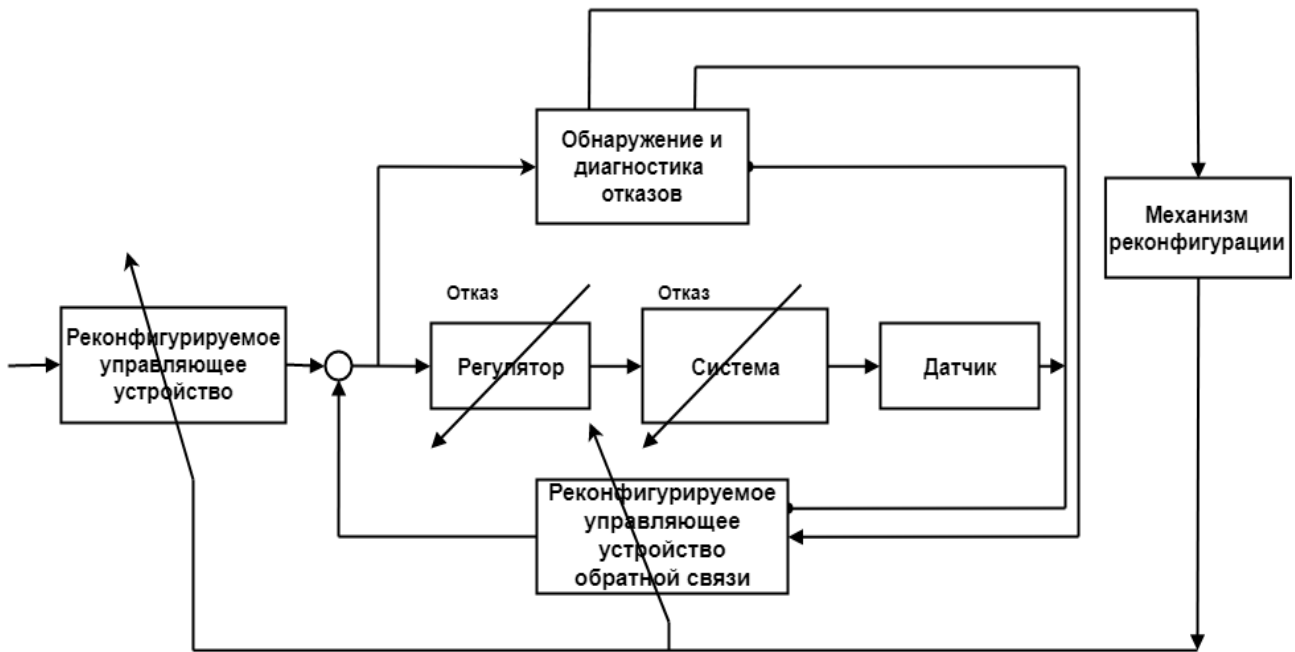 Обнаружение и
диагностика
отказов
Механизм
реконфигурации
Отказ
Отказ
Реконфигурируемое
управляющее
устройство
Регулятор
Система
Датчик
Реконфигурируемое
управляющее
устройство
обратной связи